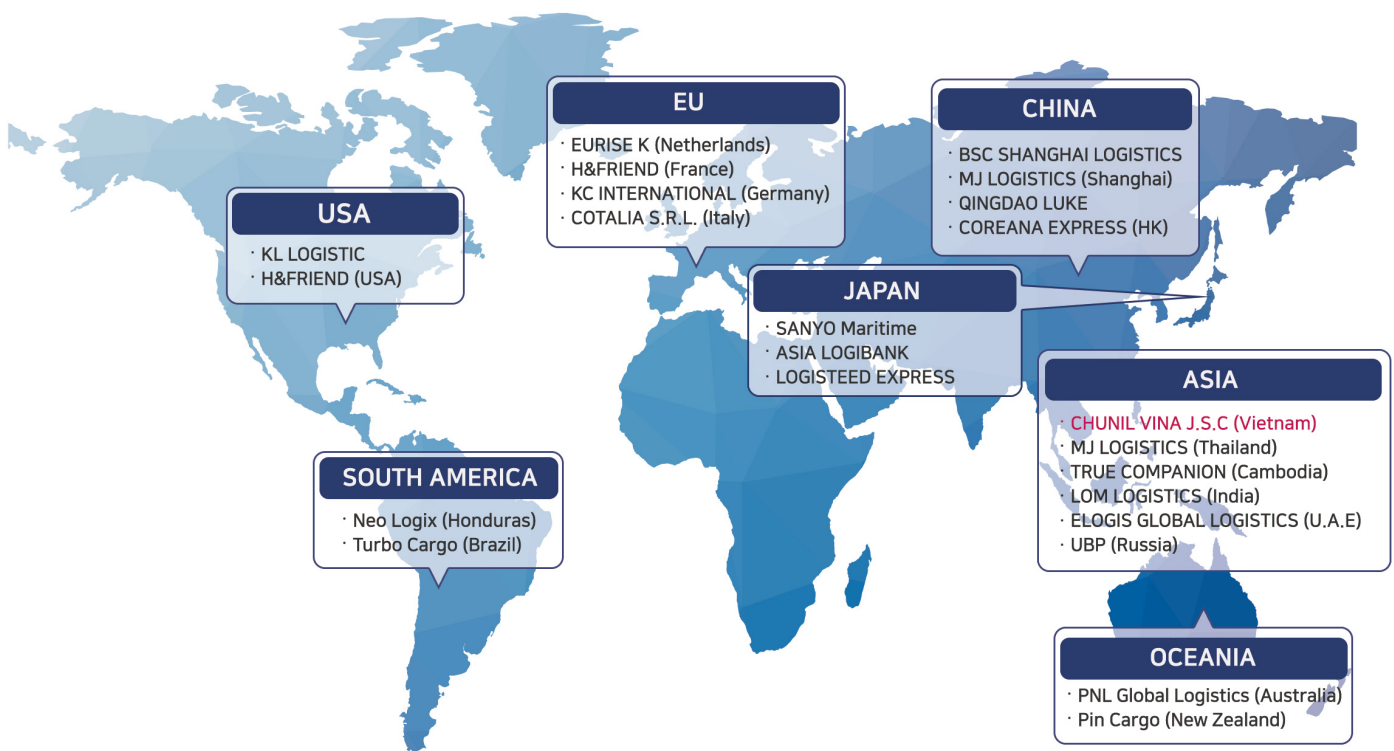 EU
· EURISE K (Netherlands)
· H&FRIEND (France)
· KC INTERNATIONAL (Germany)
· COTALIA S.R.L. (Italy)
CHINA
· BSC SHANGHAI LOGISTICS
· MJ LOGISTICS (Shanghai)
· QINGDAO LUKE
· COREANA EXPRESS (HK)
USA
· KL LOGISTIC
· H&FRIEND (USA)
JAPAN
· SANYO Maritime
· ASIA LOGIBANK
· LOGISTEED EXPRESS
ASIA
· CHUNIL VINA J.S.C (Vietnam)
· MJ LOGISTICS (Thailand)
· TRUE COMPANION (Cambodia)
· LOM LOGISTICS (India)
· ELOGIS GLOBAL LOGISTICS (U.A.E)
· UBP (Russia)
SOUTH AMERICA
· Neo Logix (Honduras)
· Turbo Cargo (Brazil)
OCEANIA
· PNL Global Logistics (Australia)
· Pin Cargo (New Zealand)